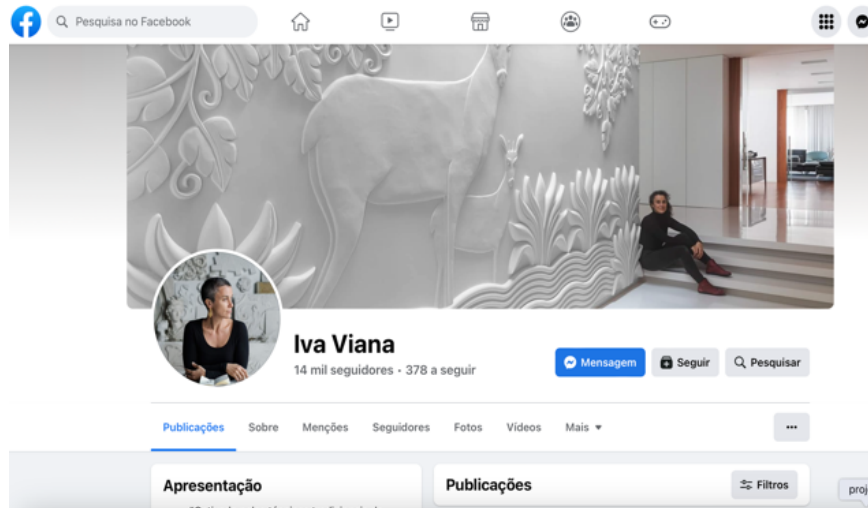 Pesquisa no Facebook
Iva Viana
14 mil seguidores • 378 a seguir
Mensagem
Seguir
Pesquisar
Publicações
Sobre
Menções
Seguidores
Fotos
Vídeos
Mais
Apresentação
Publicações
Filtros